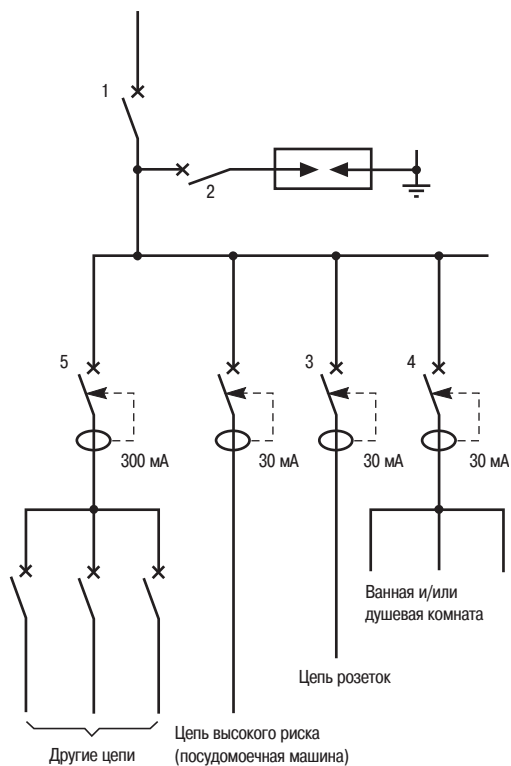 1
2
5
3
4
300 мА
30 мА
30 мА
30 мА
Ванная и/или
душевая комната
Цепь розеток
Цепь высокого риска
(посудомоечная машина)
Другие цепи